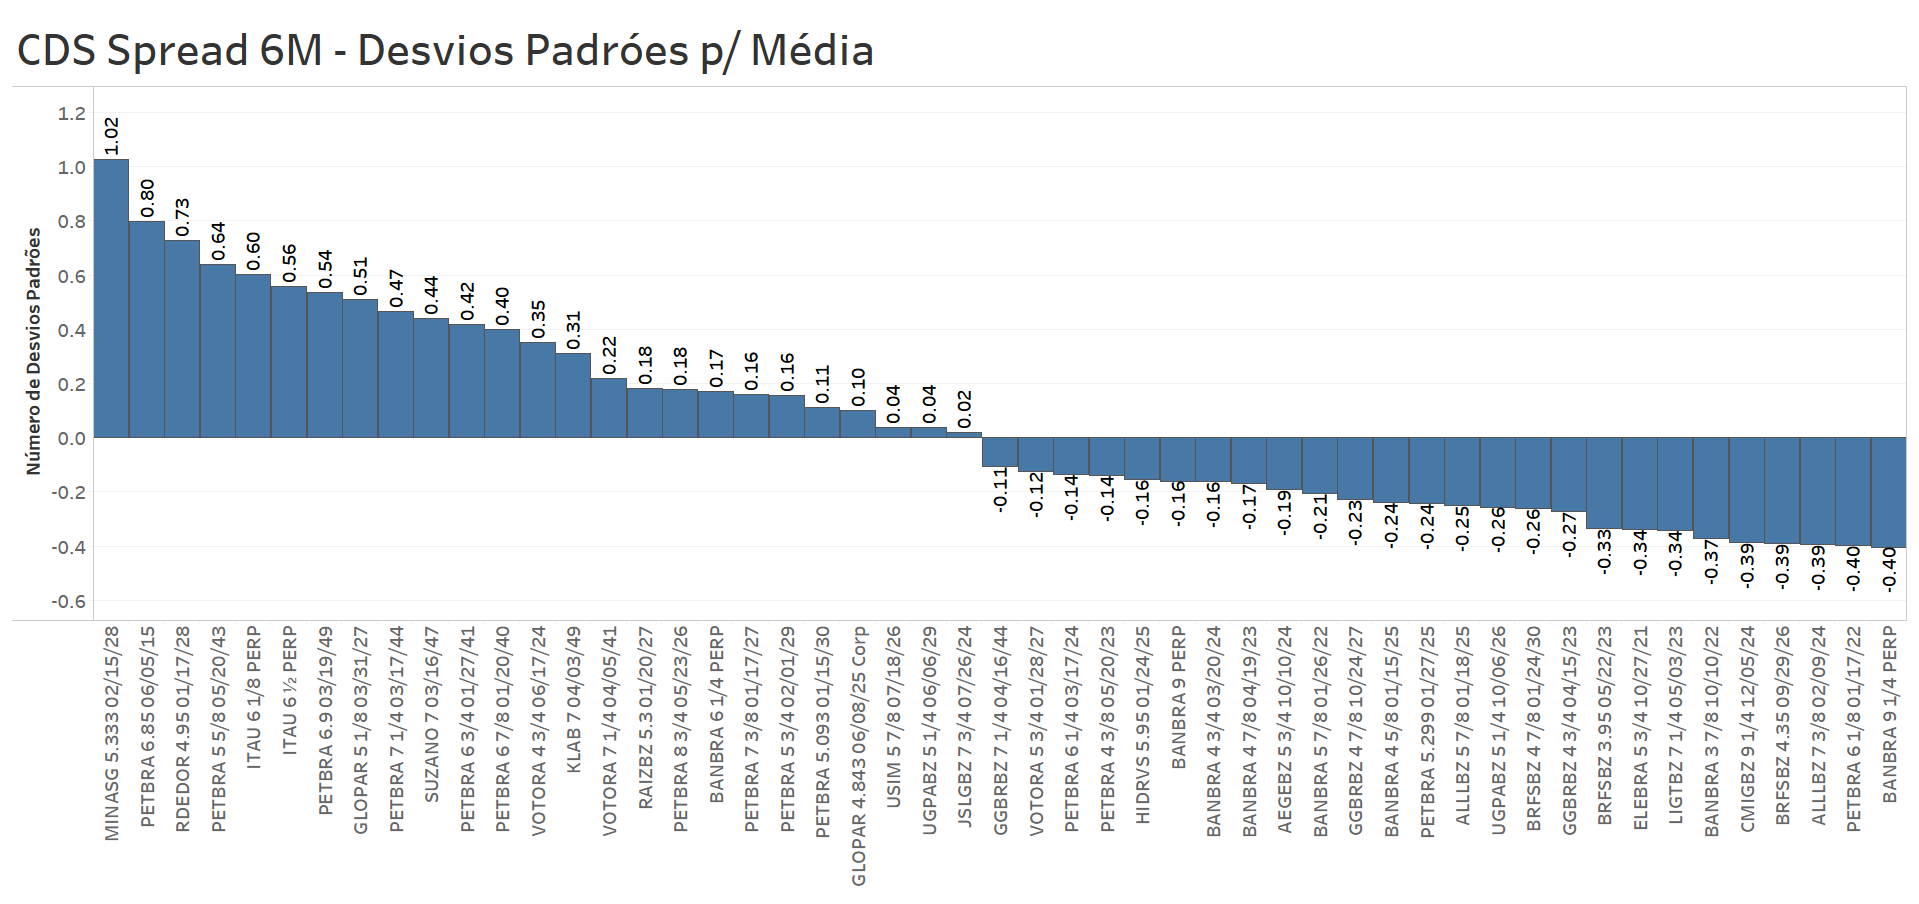 CDS Spread 6M - Desvios Padróes p/ Média
Número de Desvios Padrões
1.2
1.0
0.8
0.6
0.4
0.2
0.0
-0.2
-0.4
-0.6
1.02
0.80
0.73
0.64
0.60
0.56
0.54
0.51
0.47
0.44
0.42
0.40
0.35
0.31
0.22
0.18
0.18
0.17
0.16
0.16
0.11
0.10
0.04
0.04
0.02
-0.11
-0.12
-0.14
-0.14
-0.16
-0.16
-0.16
-0.17
-0.19
-0.21
-0.23
-0.24
-0.24
-0.25
-0.26
-0.26
-0.27
-0.33
-0.34
-0.34
-0.37
-0.39
-0.39
-0.39
-0.40
-0.40
MINASG 5.333 02/15/28
PETBRA 6.85 06/05/15
RDEDOR 4.95 01/17/28
PETBRA 5 5/8 05/20/43
ITAU 6 1/8 PERP
ITAU 6 ½ PERP
PETBRA 6.9 03/19/49
GLOPAR 5 1/8 03/31/27
PETBRA 7 1/4 03/17/44
SUZANO 7 03/16/47
PETBRA 6 3/4 01/27/41
PETBRA 6 7/8 01/20/40
VOTORA 4 3/4 06/17/24
KLAB 7 04/03/49
VOTORA 7 1/4 04/05/41
RAIZBZ 5.3 01/20/27
PETBRA 8 3/4 05/23/26
BANBRA 6 1/4 PERP
PETBRA 7 3/8 01/17/27
PETBRA 5 3/4 02/01/29
PETBRA 5.093 01/15/30
GLOPAR 4.843 06/08/25 Corp
USIM 5 7/8 07/18/26
UGPABZ 5 1/4 06/06/29
JSLGBZ 7 3/4 07/26/24
GGBRBZ 7 1/4 04/16/44
VOTORA 5 3/4 01/28/27
PETBRA 6 1/4 03/17/24
PETBRA 4 3/8 05/20/23
HIDRVS 5.95 01/24/25
BANBRA 9 PERP
BANBRA 4 3/4 03/20/24
BANBRA 4 7/8 04/19/23
AEGEBZ 5 3/4 10/10/24
BANBRA 5 7/8 01/26/22
GGBRBZ 4 7/8 10/24/27
BANBRA 4 5/8 01/15/25
PETBRA 5.299 01/27/25
ALLLBZ 5 7/8 01/18/25
UGPABZ 5 1/4 10/06/26
BRFSBZ 4 7/8 01/24/30
GGBRBZ 4 3/4 04/15/23
BRFSBZ 3.95 05/22/23
ELEBRA 5 3/4 10/27/21
LIGTBZ 7 1/4 05/03/23
BANBRA 3 7/8 10/10/22
CMIGBZ 9 1/4 12/05/24
BRFSBZ 4.35 09/29/26
ALLLBZ 7 3/8 02/09/24
PETBRA 6 1/8 01/17/22
BANBRA 9 1/4 PERP